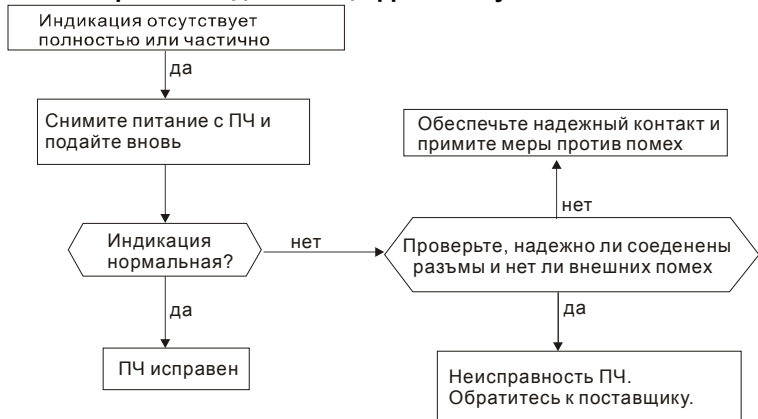 Индикация отсутствует
полностью или частично
да
Снимите питание с ПЧ и
подайте вновь
Обеспечьте надежный контакт и
примите меры против помех
нет
Индикация
нормальная?
нет
Проверьте, надежно ли соеденены
разъмы и нет ли внешних помех
да
ПЧ исправен
да
Неисправность ПЧ.
Обратитесь к поставщику.